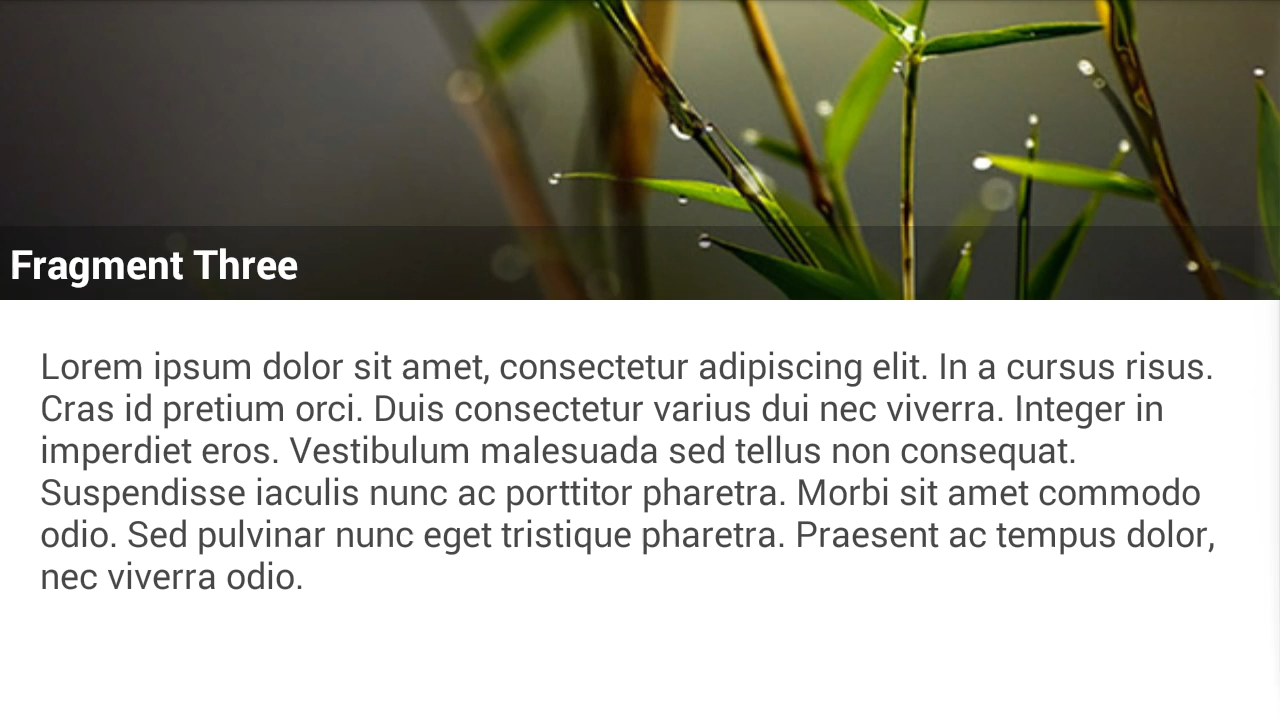 Fragment Three
Lorem ipsum dolor sit amet, consectetur adipiscing elit. In a cursus risus.
Cras id pretium orci. Duis consectetur varius dui nec viverra. Integer in
imperdiet eros. Vestibulum malesuada sed tellus non consequat.
Suspendisse iaculis nunc ac porttitor pharetra. Morbi sit amet commodo
odio. Sed pulvinar nunc eget tristique pharetra. Praesent ac tempus dolor,
nec viverra odio.